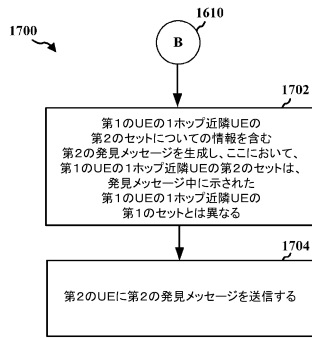 1700
1610
B
1702
第1のUEの1ホップ近隣UEの
第2のセットについての情報を含む
第2の発見メッセージを生成し、ここにおいて、
第1のUEの1ホップ近隣UEの第2のセットは、
発見メッセージ中に示された
第1のUEの1ホップ近隣UEの
第1のセットとは異なる
1704
第2のUEに第2の発見メッセージを送信する